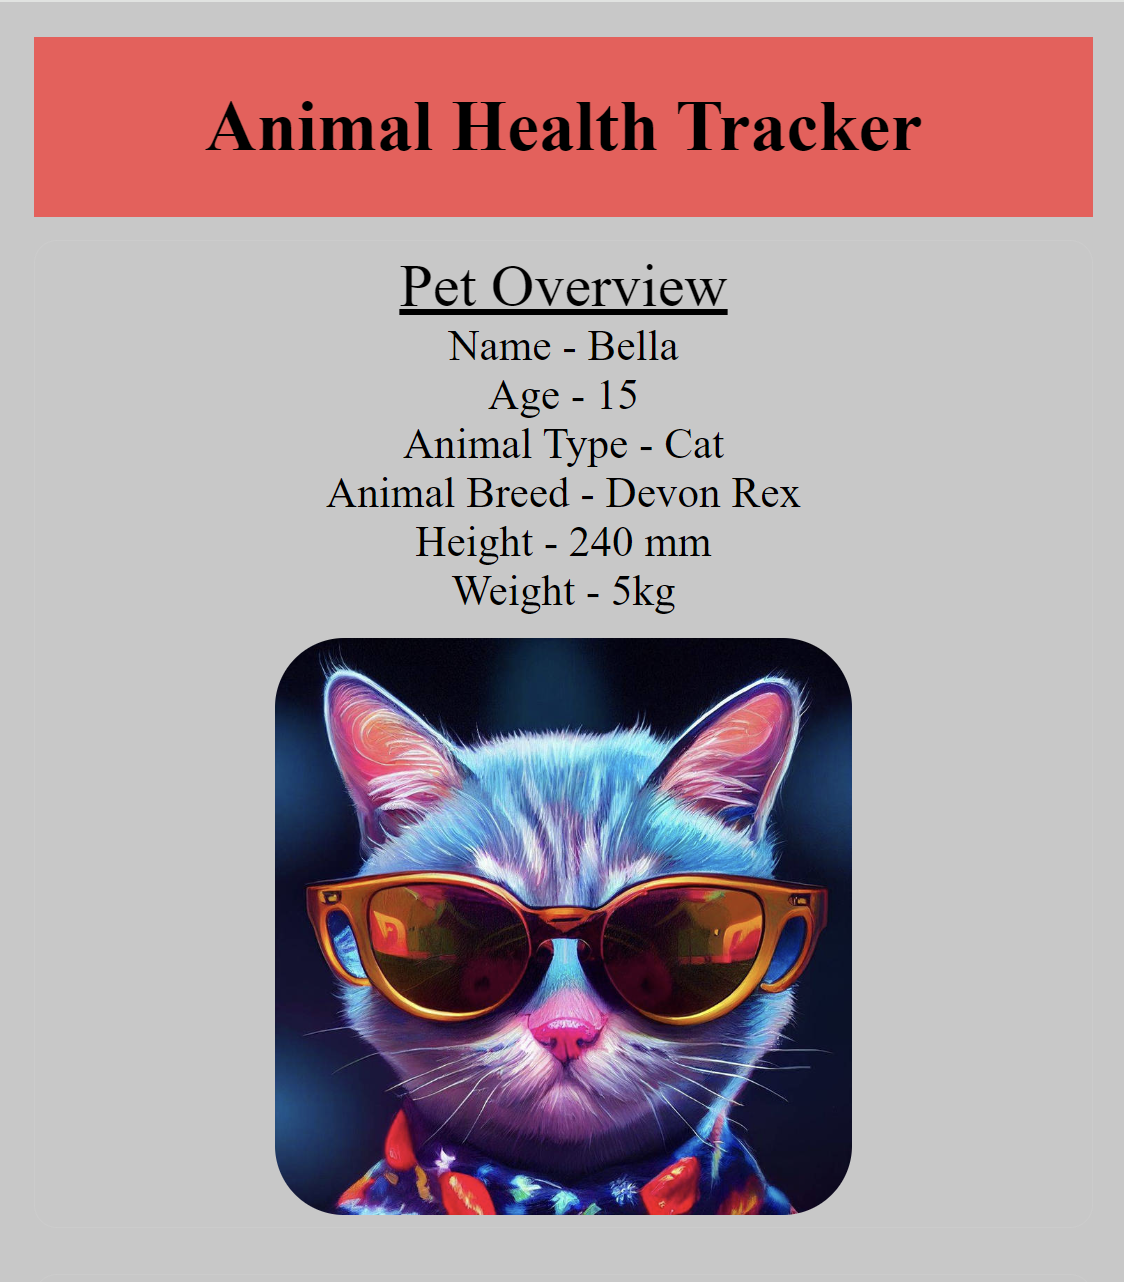 Animal Health Tracker
Pet Overview
Name - Bella
Age - 15
Animal Type - Cat
Animal Breed - Devon Rex
Height - 240 mm
Weight - 5kg